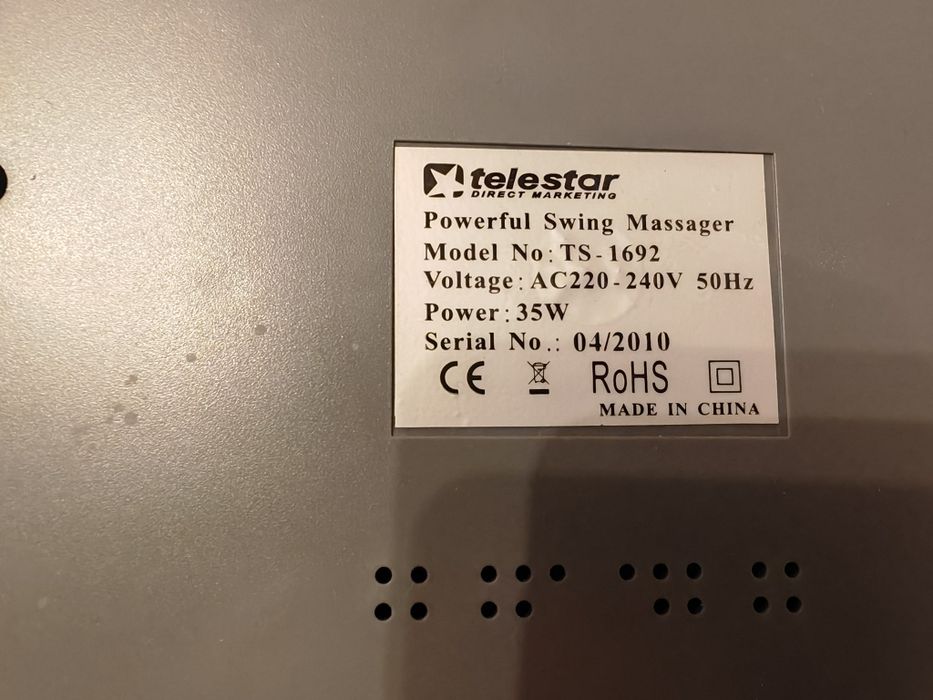 telestar
DIRECT MARKETING
Powerful Swing Massager
Model No: TS-1692
Voltage: AC220-240V 50Hz
Power: 35W
Serial No.: 04/2010
CE RoHS
MADE IN CHINA